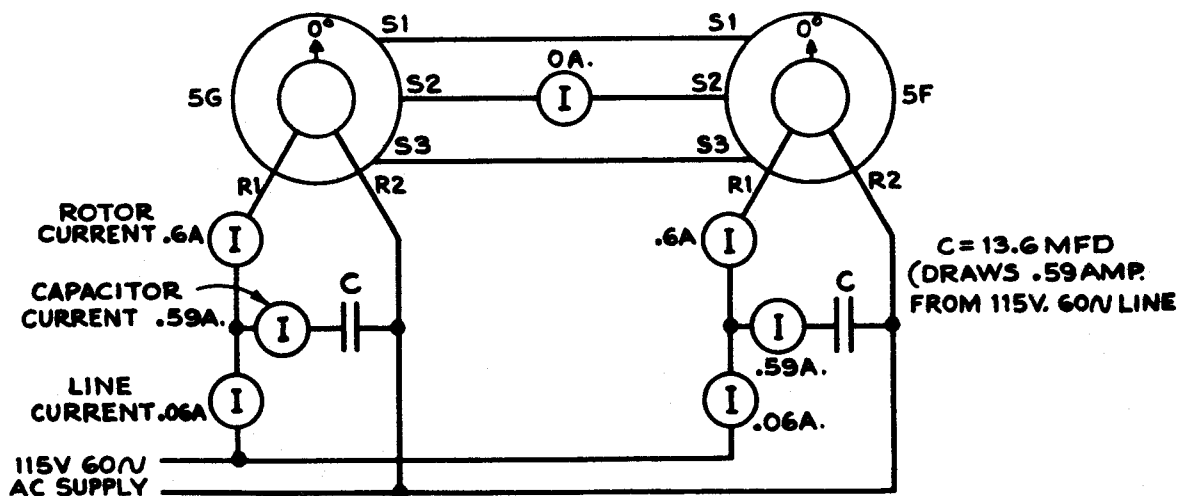 0°
S1
S1
0°
0A.
5G
S2
I
S2
5F
S3
S3
R1
R2
R1
R2
ROTOR
CURRENT .6A
I
.6A
I
C = 13.6 MFD
(DRAWS .59 AMP.
FROM 115V. 60~ LINE
CAPACITOR
CURRENT .59A.
I
C
I
C
.59A.
LINE
CURRENT .06A
I
I
.06A.
115V 60~
AC SUPPLY